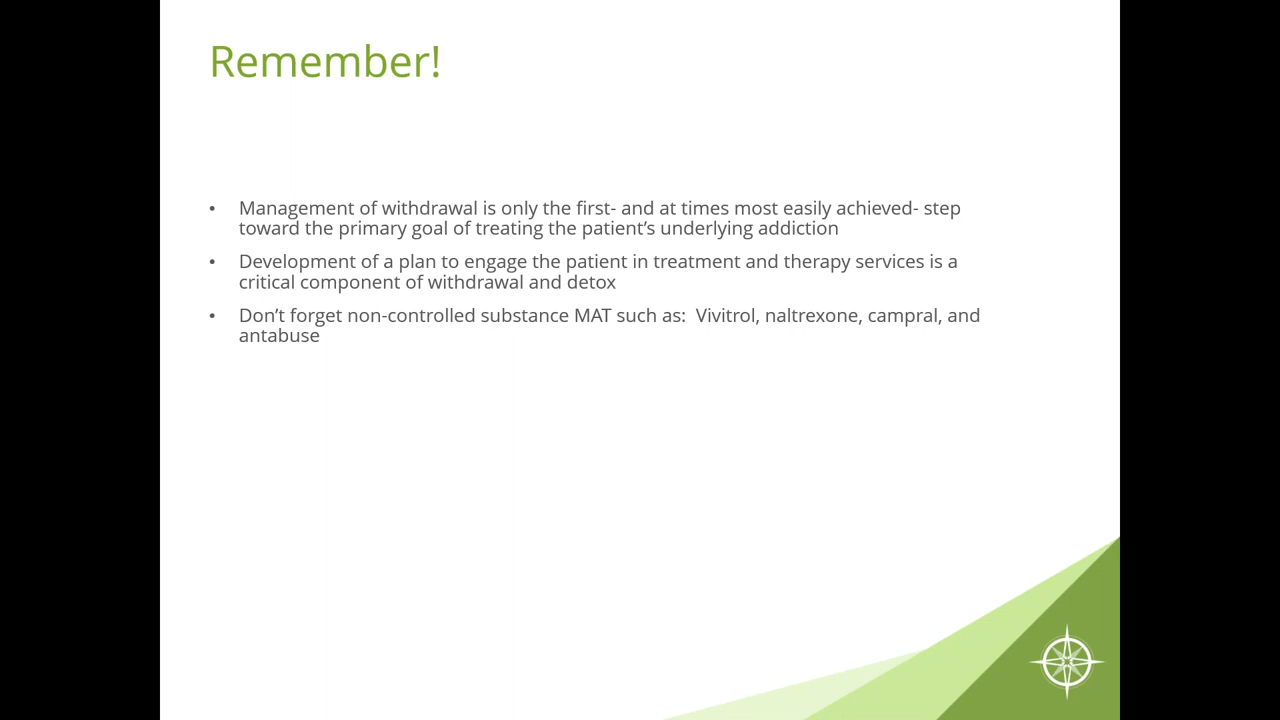 Remember!
• Management of withdrawal is only the first- and at times most easily achieved- step
toward the primary goal of treating the patient’s underlying addiction
• Development of a plan to engage the patient in treatment and therapy services is a
critical component of withdrawal and detox
• Don’t forget non-controlled substance MAT such as:  Vivitrol, naltrexone, campral, and
antabuse